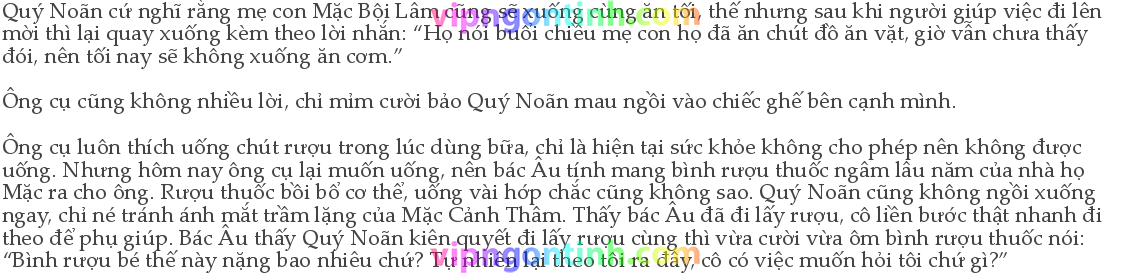 Quý Noãn cứ nghĩ rằng mẹ con Mặc Bội Lâm cũng sẽ xuống cùng ăn tối, thế nhưng sau khi người giúp việc đi lên
vipngontinh.com
mời thì lại quay xuống kèm theo lời nhắn: “Họ nói buổi chiều mẹ con họ đã ăn chút đồ ăn vặt, giờ vẫn chưa thấy
đói, nên tối nay sẽ không xuống ăn cơm.”
Ông cụ cũng không nhiều lời, chỉ mỉm cười bảo Quý Noãn mau ngồi vào chiếc ghế bên cạnh mình.
Ông cụ luôn thích uống chút rượu trong lúc dùng bữa, chỉ là hiện tại sức khỏe không cho phép nên không được
uống. Nhưng hôm nay ông cụ lại muốn uống, nên bác Âu tính mang bình rượu thuốc ngâm lâu năm của nhà họ
Mặc ra cho ông. Rượu thuốc bồi bổ cơ thể, uống vài hớp chắc cũng không sao. Quý Noãn cũng không ngồi xuống
ngay, chỉ né tránh ánh mắt trầm lặng của Mặc Cảnh Thâm. Thấy bác Âu đã đi lấy rượu, cô liền bước thật nhanh đi
theo để phụ giúp. Bác Âu thấy Quý Noãn kiên quyết đi lấy rượu cùng thì vừa cười vừa ôm bình rượu thuốc nói:
“Bình rượu bé thế này nặng bao nhiêu chứ? Tự nhiên lại theo tôi ra đây, cô có việc muốn hỏi tôi chứ gì?”
vipngontinh.com